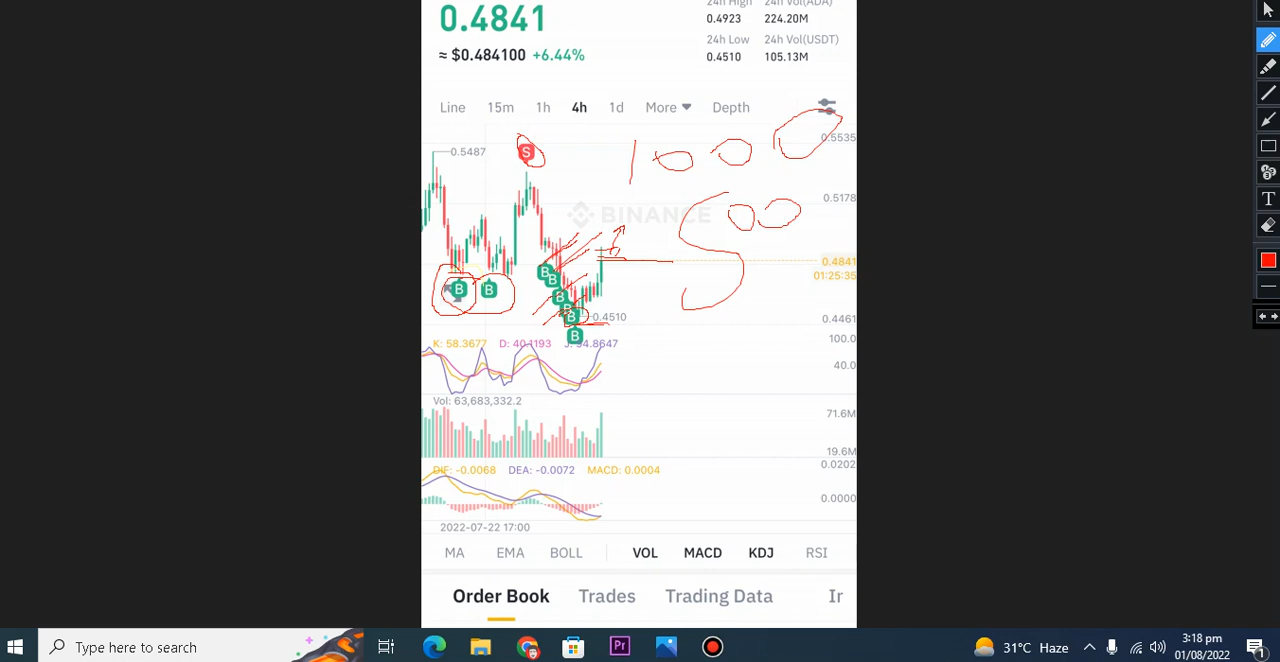 0.4841
24h High 24h Vol(ADA)
0.4923 224.20M
≈ $0.484100 +6.44%
24h Low 24h Vol(USDT)
0.4510 105.13M
Line 15m 1h 4h 1d More Depth
0.5535
0.5487
S
1000
0.5178
BINANCE
500
0.4841
01:25:35
B B B B B B B B
0.4510
0.4461
K: 58.3677 D: 40.1193 J: 94.8647
100.0
40.0
Vol: 63,683,332.2
71.6M
19.6M
DIF: -0.0068 DEA: -0.0072 MACD: 0.0004
0.0202
0.0000
2022-07-22 17:00
MA EMA BOLL VOL MACD KDJ RSI
Order Book Trades Trading Data Ir
Type here to search
Pr
31°C Haze
3:18 pm
01/08/2022
1
T